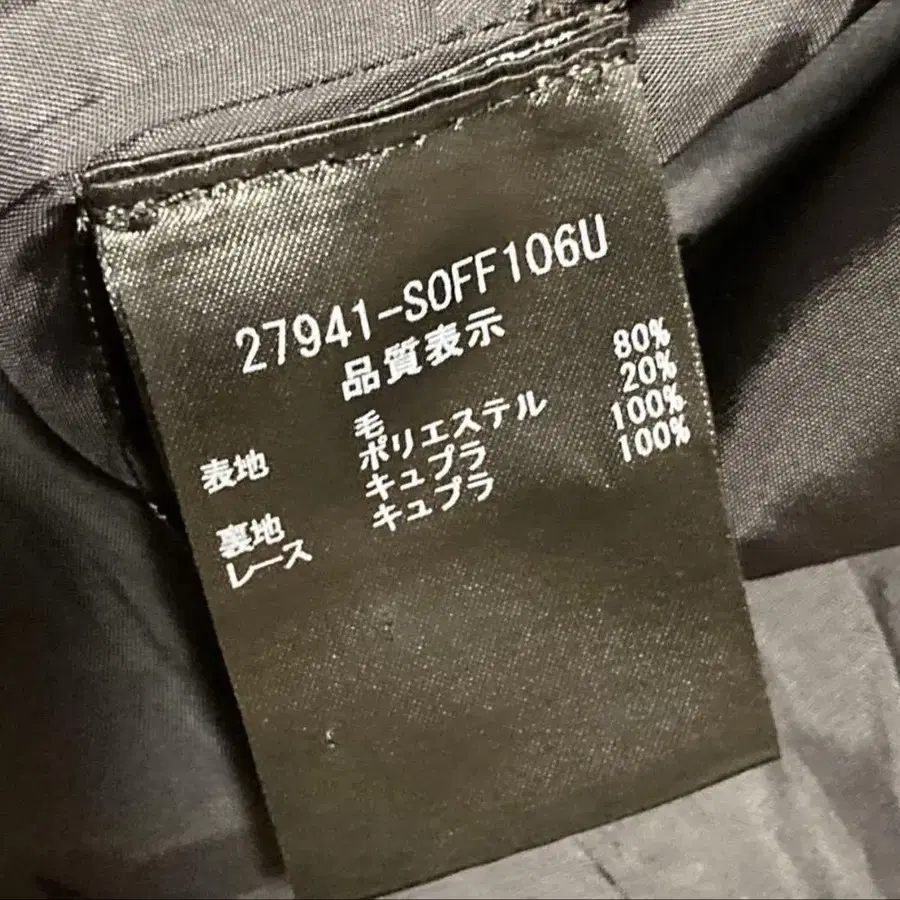 27941-SOFF106U
品質表示
表地 毛 80%
ポリエステル 20%
裏地 キュプラ 100%
レース キュプラ 100%